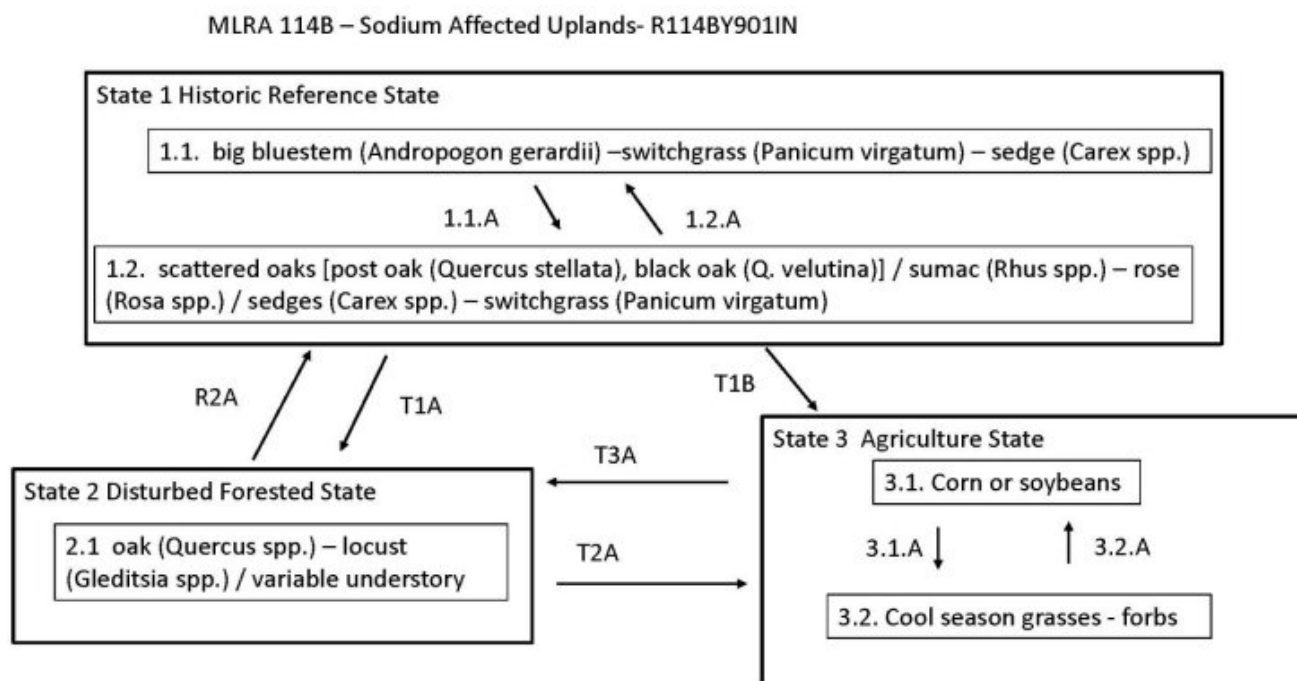 MLRA 114B – Sodium Affected Uplands- R114BY901IN
State 1 Historic Reference State
1.1. big bluestem (Andropogon gerardii) –switchgrass (Panicum virgatum) – sedge (Carex spp.)
1.1.A
1.2.A
1.2. scattered oaks [post oak (Quercus stellata), black oak (Q. velutina)] / sumac (Rhus spp.) – rose
(Rosa spp.) / sedges (Carex spp.) – switchgrass (Panicum virgatum)
R2A
T1A
T1B
State 3 Agriculture State
T3A
3.1. Corn or soybeans
State 2 Disturbed Forested State
2.1 oak (Quercus spp.) – locust
(Gleditsia spp.) / variable understory
T2A
3.1.A
3.2.A
3.2. Cool season grasses - forbs